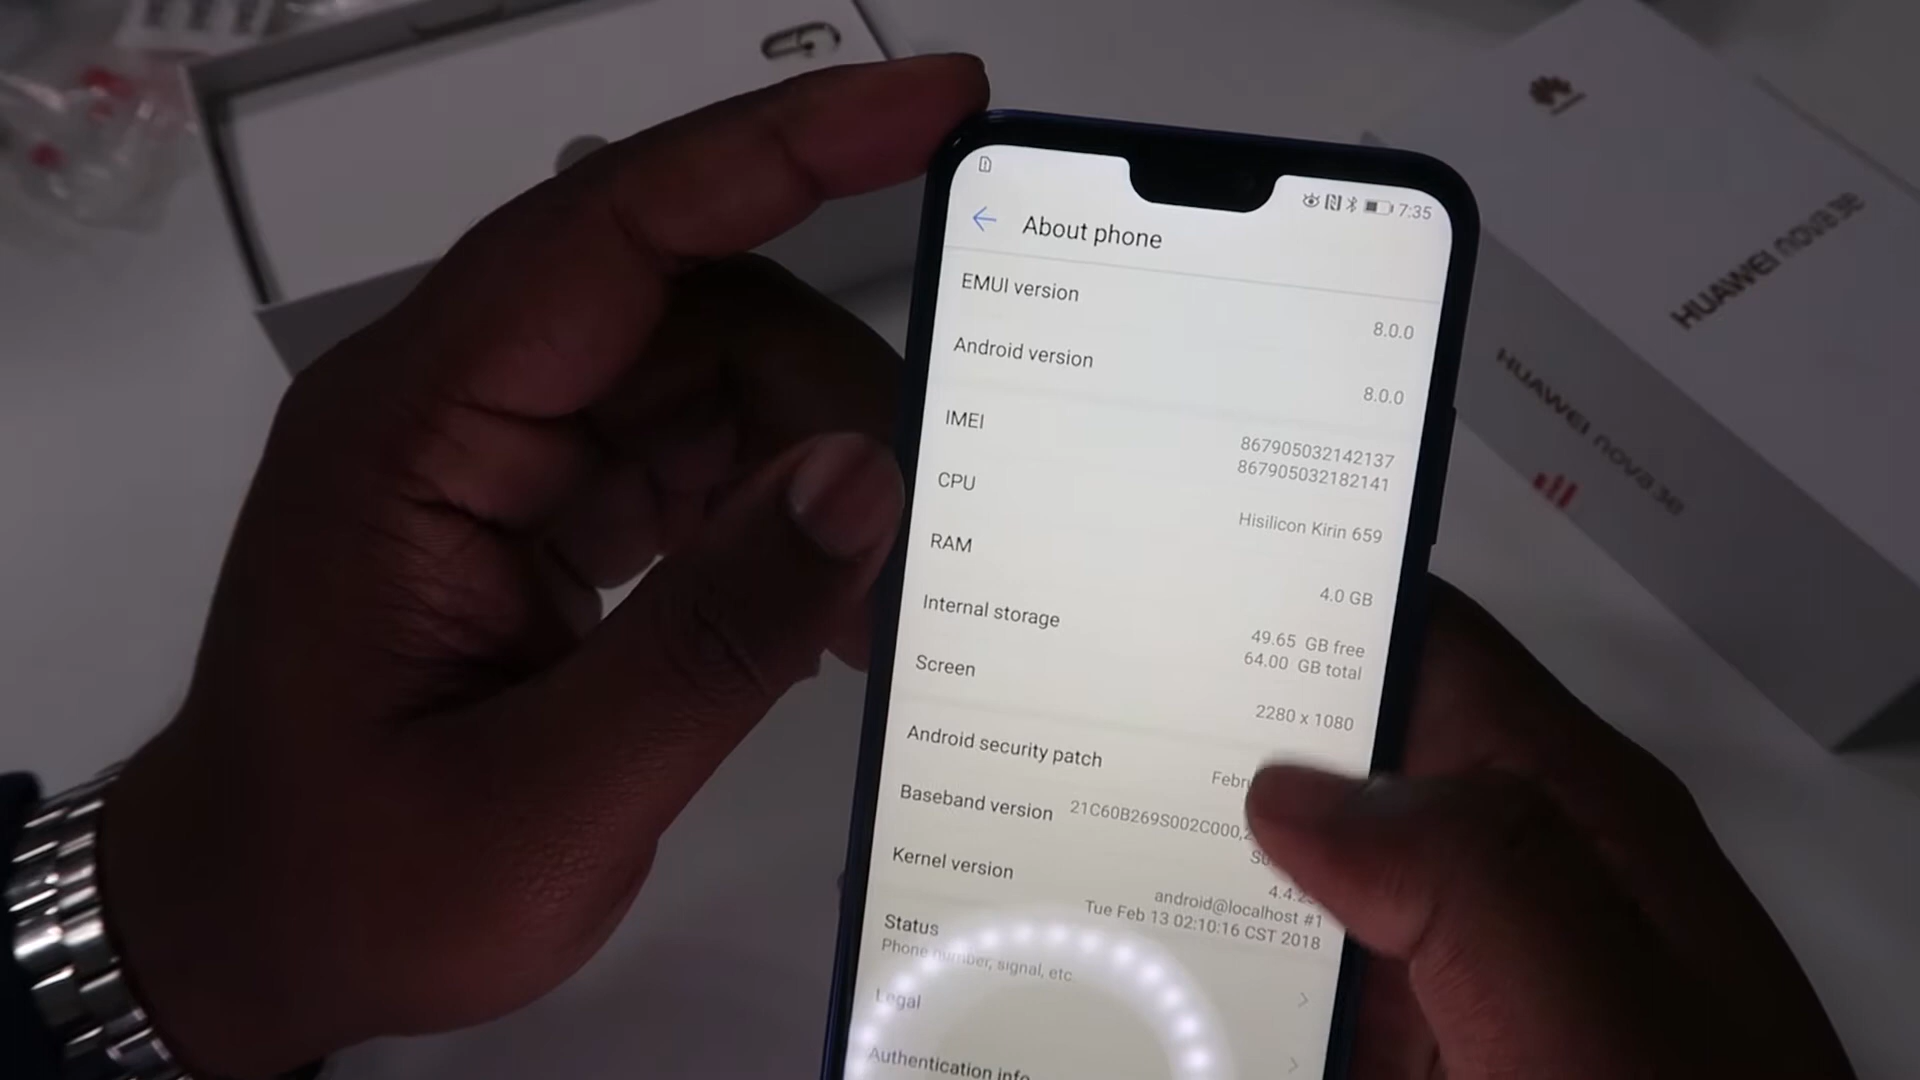 7:35
About phone
EMUI version
8.0.0
Android version
8.0.0
IMEI
867905032142137
867905032182141
CPU
Hisilicon Kirin 659
RAM
4.0 GB
Internal storage
49.65 GB free
64.00 GB total
Screen
2280 x 1080
Android security patch
Baseband version
21C60B269S002C000,
Kernel version
android@localhost #1
Tue Feb 13 02:10:16 CST 2018
Status
Phone number, signal, etc
Legal
Authentication info
HUAWEI nova 3e
HUAWEI nova 3e